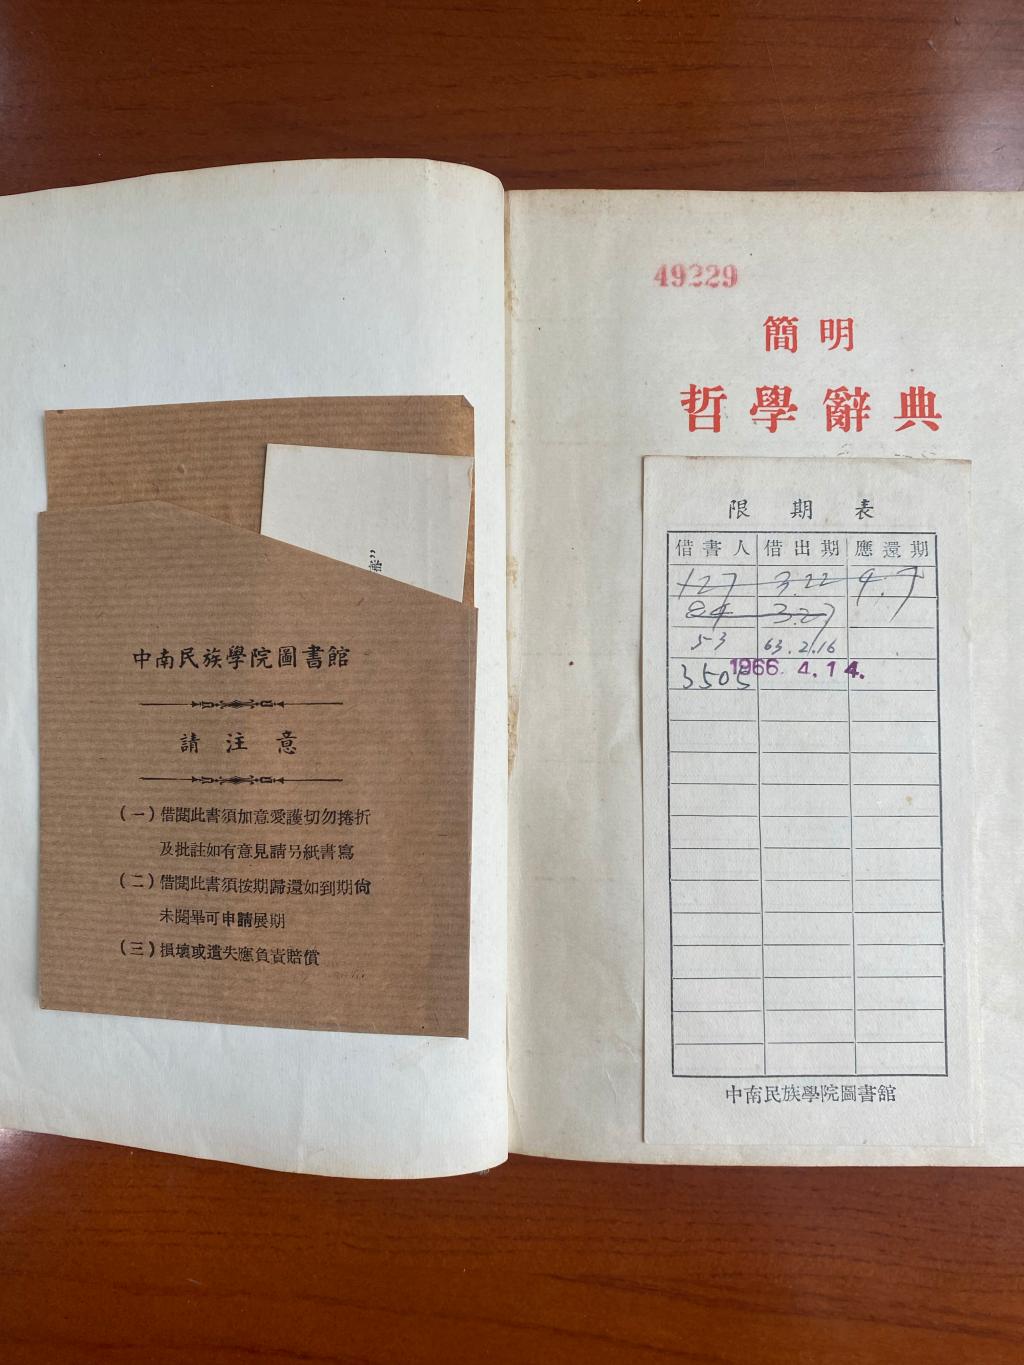 中南民族學院圖書館
請注意
(一)借閱此書須加意愛護切勿捲折
及批註如有意見請另紙書寫
(二)借閱此書須按期歸還如到期尙
未閱畢可申請展期
(三)損壞或遺失應負責賠償
49229
簡明
哲學辭典
限期表
借書人 借出期 應還期
127 3.22 4.7
84 3.27
53 63.2.16
3505 1966.4.14.
中南民族學院圖書舘